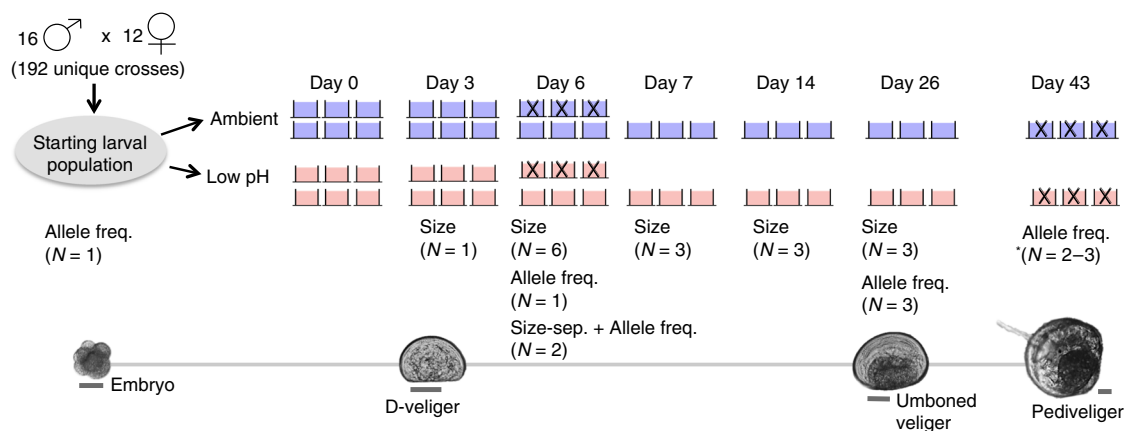 16 ♂ x 12 ♀
(192 unique crosses)
Starting larval
population
Ambient
Low pH
Day 0
Day 3
Day 6
Day 7
Day 14
Day 26
Day 43
X X X
X X X
X X X
X X X
Allele freq.
(N = 1)
Size
(N = 1)
Size
(N = 6)
Allele freq.
(N = 1)
Size-sep. + Allele freq.
(N = 2)
Size
(N = 3)
Size
(N = 3)
Size
(N = 3)
Allele freq.
(N = 3)
Allele freq.
*(N = 2–3)
Embryo
D-veliger
Umboned
veliger
Pediveliger